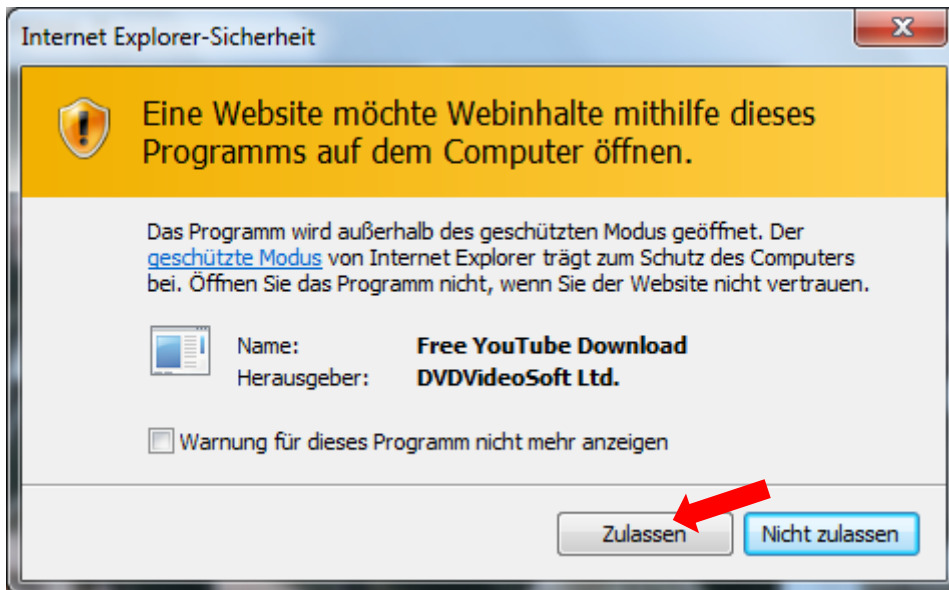 Internet Explorer-Sicherheit
Eine Website möchte Webinhalte mithilfe dieses
Programms auf dem Computer öffnen.
Das Programm wird außerhalb des geschützten Modus geöffnet. Der
geschützte Modus von Internet Explorer trägt zum Schutz des Computers
bei. Öffnen Sie das Programm nicht, wenn Sie der Website nicht vertrauen.
Name: Free YouTube Download
Herausgeber: DVDVideoSoft Ltd.
Warnung für dieses Programm nicht mehr anzeigen
Zulassen Nicht zulassen